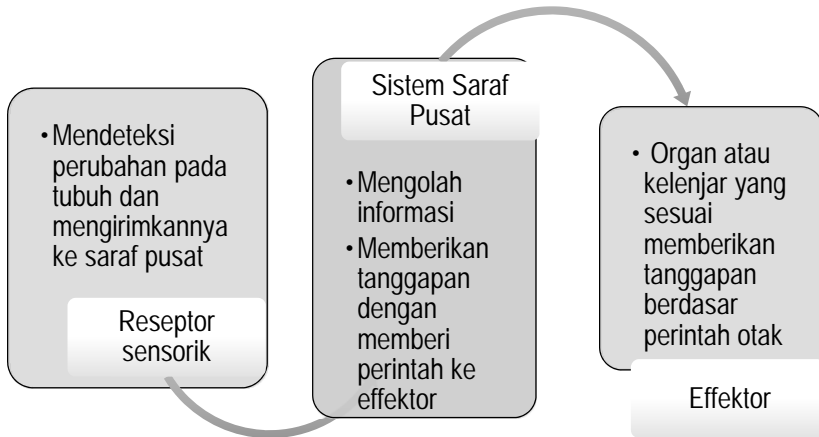 • Mendeteksi
perubahan pada
tubuh dan
mengirimkannya
ke saraf pusat
Reseptor
sensorik
Sistem Saraf
Pusat
• Mengolah
informasi
• Memberikan
tanggapan
dengan
memberi
perintah ke
effektor
• Organ atau
kelenjar yang
sesuai
memberikan
tanggapan
berdasar
perintah otak
Effektor